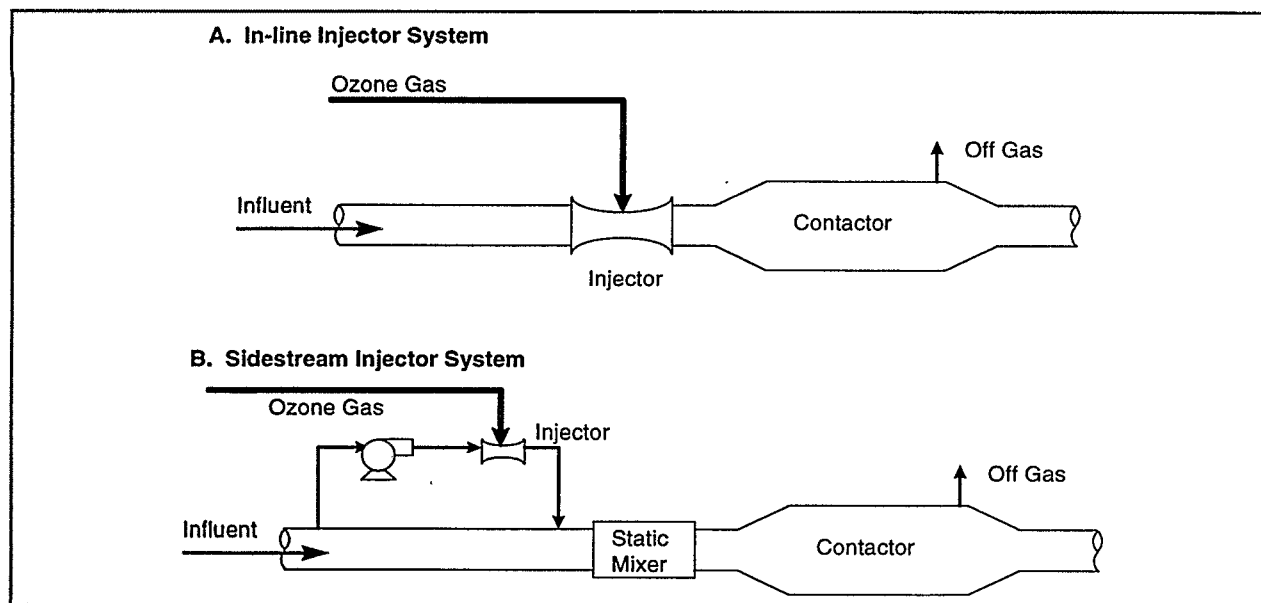 A. In-line Injector System
Ozone Gas
Off Gas
Influent
Contactor
Injector
B. Sidestream Injector System
Ozone Gas
Injector
Off Gas
Influent
Static
Mixer
Contactor